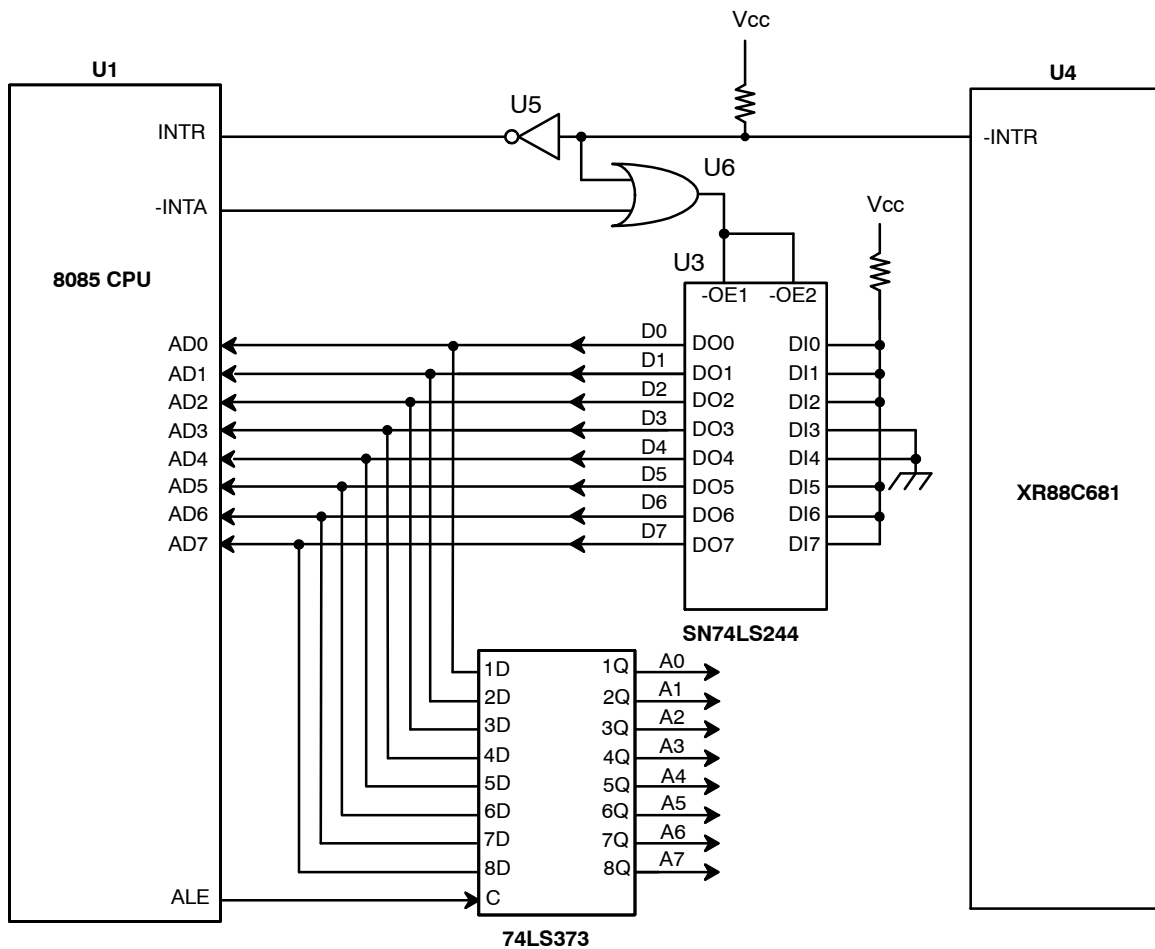 Vcc
U1
U4
U5
INTR
-INTR
U6
-INTA
Vcc
8085 CPU
U3
-OE1 -OE2
AD0 D0 DO0 DI0
AD1 D1 DO1 DI1
AD2 D2 DO2 DI2
AD3 D3 DO3 DI3
AD4 D4 DO4 DI4
AD5 D5 DO5 DI5
AD6 D6 DO6 DI6
AD7 D7 DO7 DI7
XR88C681
SN74LS244
1D 1Q A0
2D 2Q A1
3D 3Q A2
4D 4Q A3
5D 5Q A4
6D 6Q A5
7D 7Q A6
8D 8Q A7
ALE C
74LS373